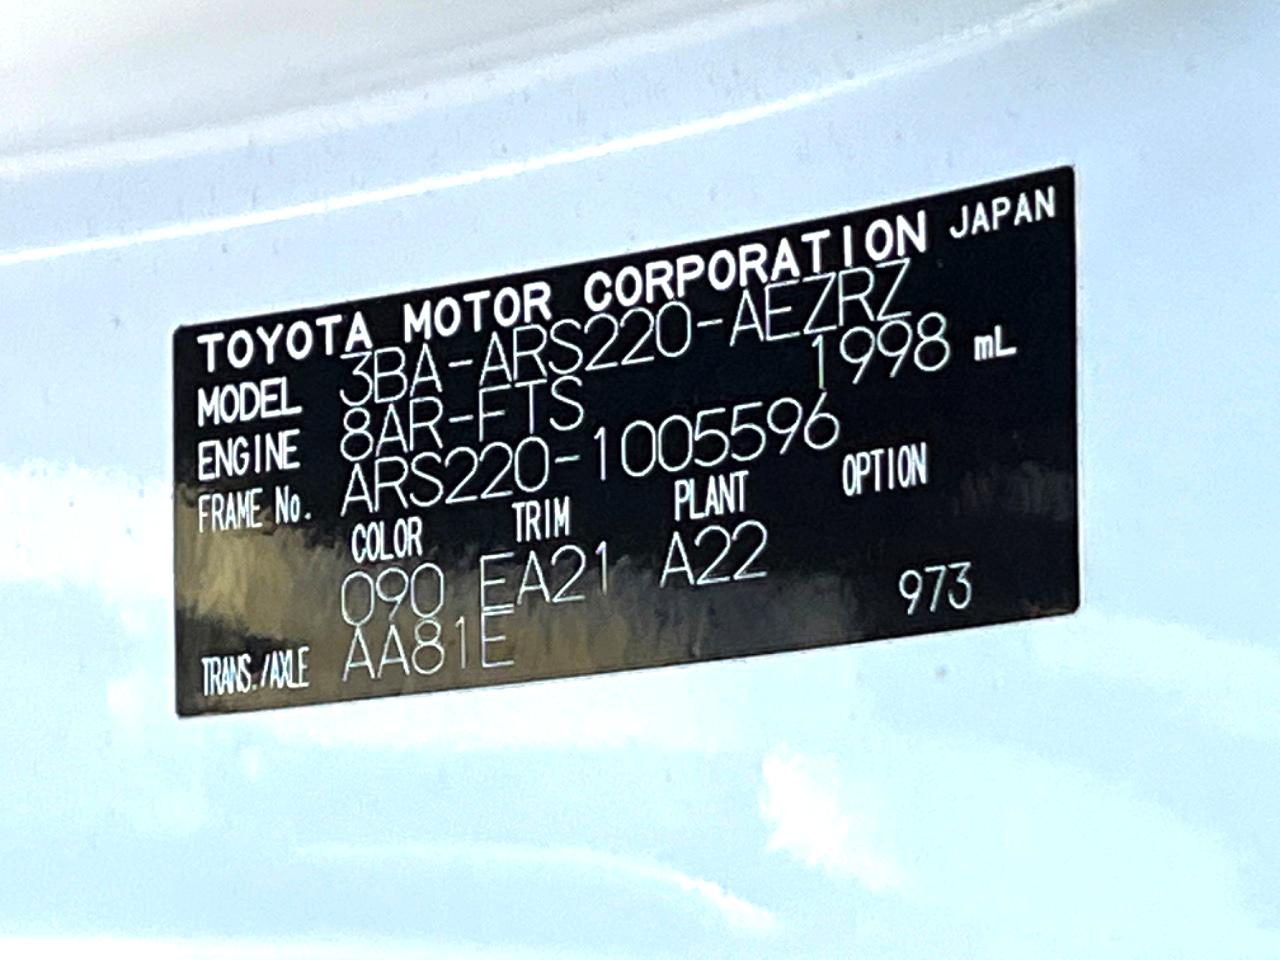 TOYOTA MOTOR CORPORATION JAPAN
MODEL 3BA-ARS220-AEZRZ
ENGINE 8AR-FTS 1998 mL
FRAME No. ARS220-1005596
COLOR TRIM PLANT OPTION
090 EA21 A22
TRANS./AXLE AA81E 973